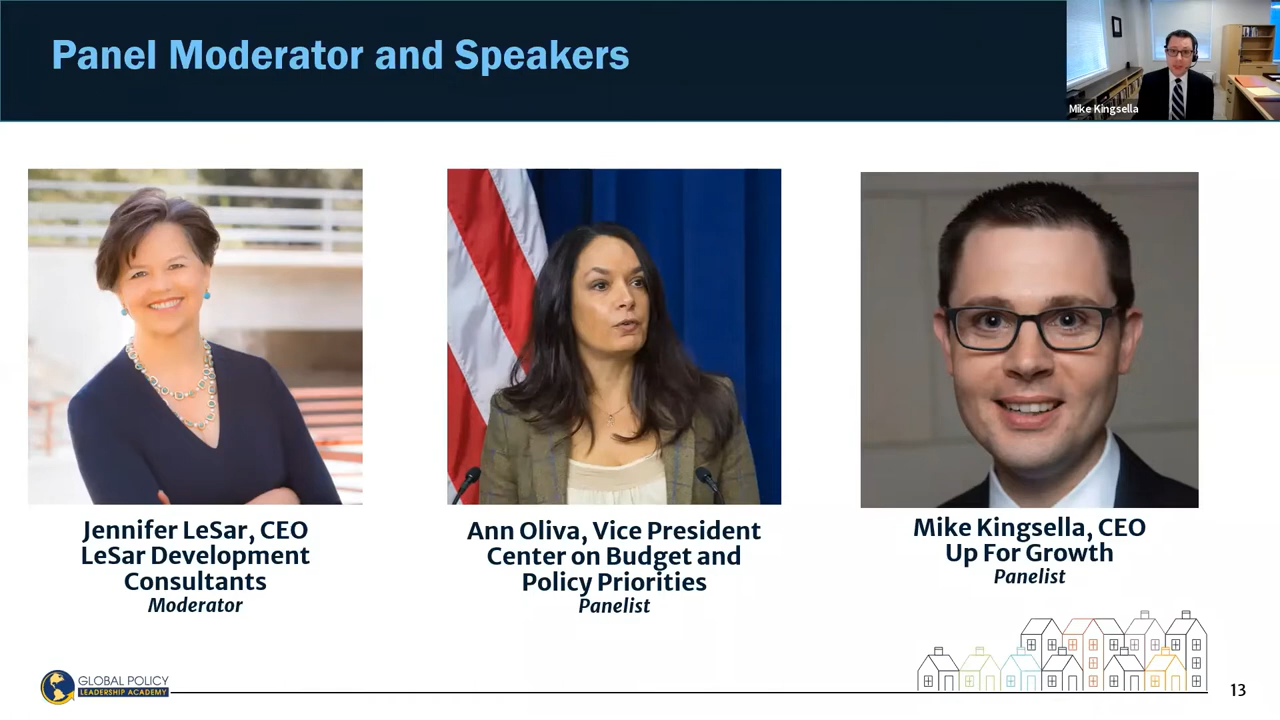 Panel Moderator and Speakers
Mike Kingsella
Jennifer LeSar, CEO
LeSar Development
Consultants
Moderator
Ann Oliva, Vice President
Center on Budget and
Policy Priorities
Panelist
Mike Kingsella, CEO
Up For Growth
Panelist
GLOBAL POLICY
LEADERSHIP ACADEMY
13